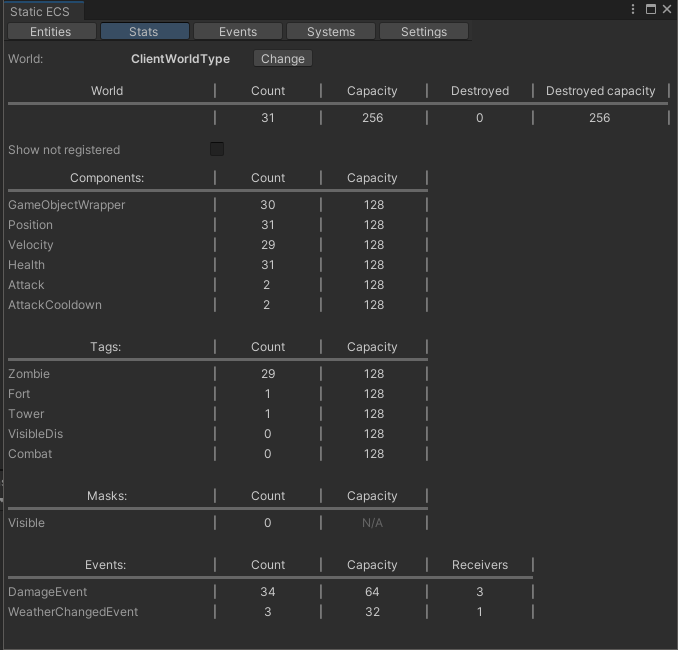 Static ECS
Entities Stats Events Systems Settings
World: ClientWorldType Change
World Count Capacity Destroyed Destroyed capacity
31 256 0 256
Show not registered
Components: Count Capacity
GameObjectWrapper 30 128
Position 31 128
Velocity 29 128
Health 31 128
Attack 2 128
AttackCooldown 2 128
Tags: Count Capacity
Zombie 29 128
Fort 1 128
Tower 1 128
VisibleDis 0 128
Combat 0 128
Masks: Count Capacity
Visible 0 N/A
Events: Count Capacity Receivers
DamageEvent 34 64 3
WeatherChangedEvent 3 32 1